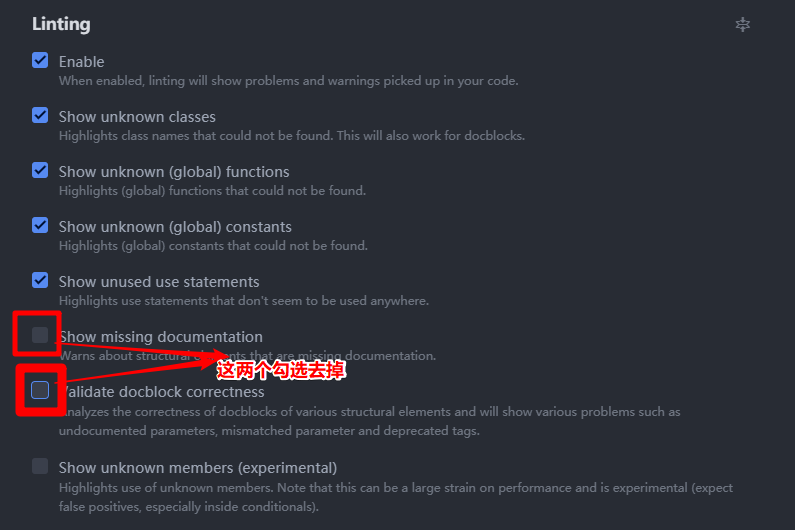 Linting
Enable
When enabled, linting will show problems and warnings picked up in your code.
Show unknown classes
Highlights class names that could not be found. This will also work for docblocks.
Show unknown (global) functions
Highlights (global) functions that could not be found.
Show unknown (global) constants
Highlights (global) constants that could not be found.
Show unused use statements
Highlights use statements that don't seem to be used anywhere.
Show missing documentation
Warns about structural elements that are missing documentation.
这两个勾选去掉
Validate docblock correctness
Analyzes the correctness of docblocks of various structural elements and will show various problems such as
undocumented parameters, mismatched parameter and deprecated tags.
Show unknown members (experimental)
Highlights use of unknown members. Note that this can be a large strain on performance and is experimental (expect
false positives, especially inside conditionals).